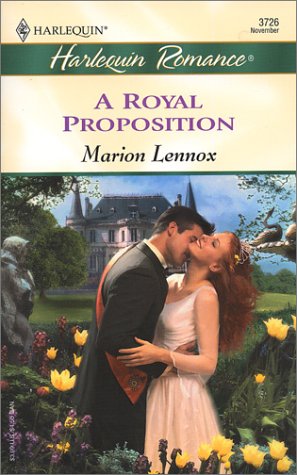 HARLEQUIN®
3726
November
Harlequin Romance®
A ROYAL
PROPOSITION
Marion Lennox